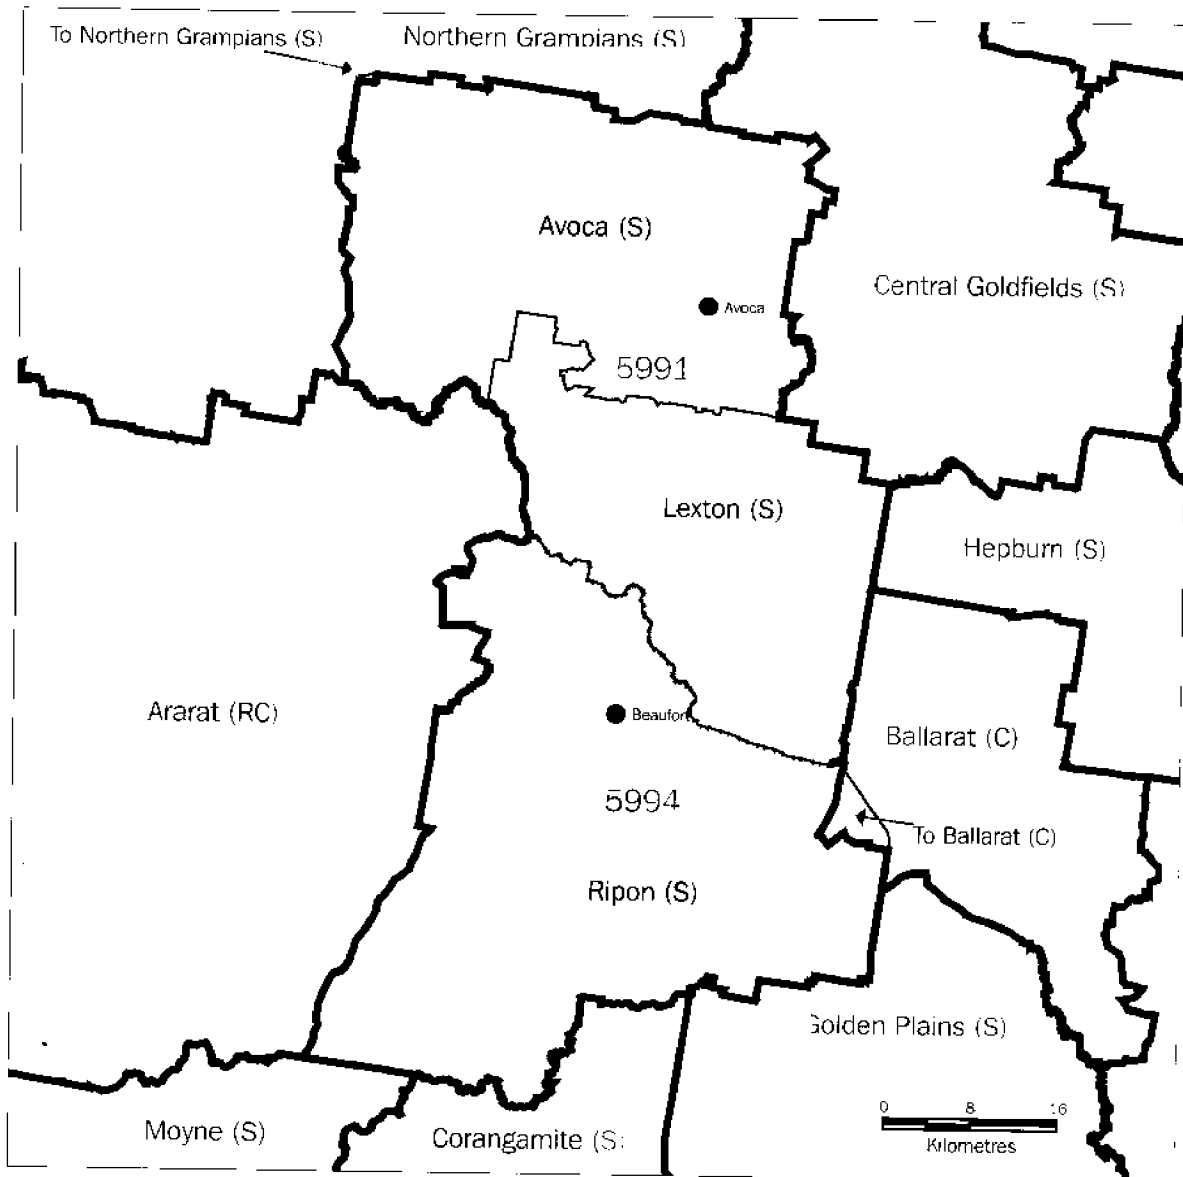 To Northern Grampians (S)
Northern Grampians (S)
Avoca (S)
Central Goldfields (S)
Avoca
5991
Lexton (S)
Hepburn (S)
Ararat (RC)
Beaufort
Ballarat (C)
5994
To Ballarat (C)
Ripon (S)
Golden Plains (S)
0 8 16
Kilometres
Moyne (S)
Corangamite (S)